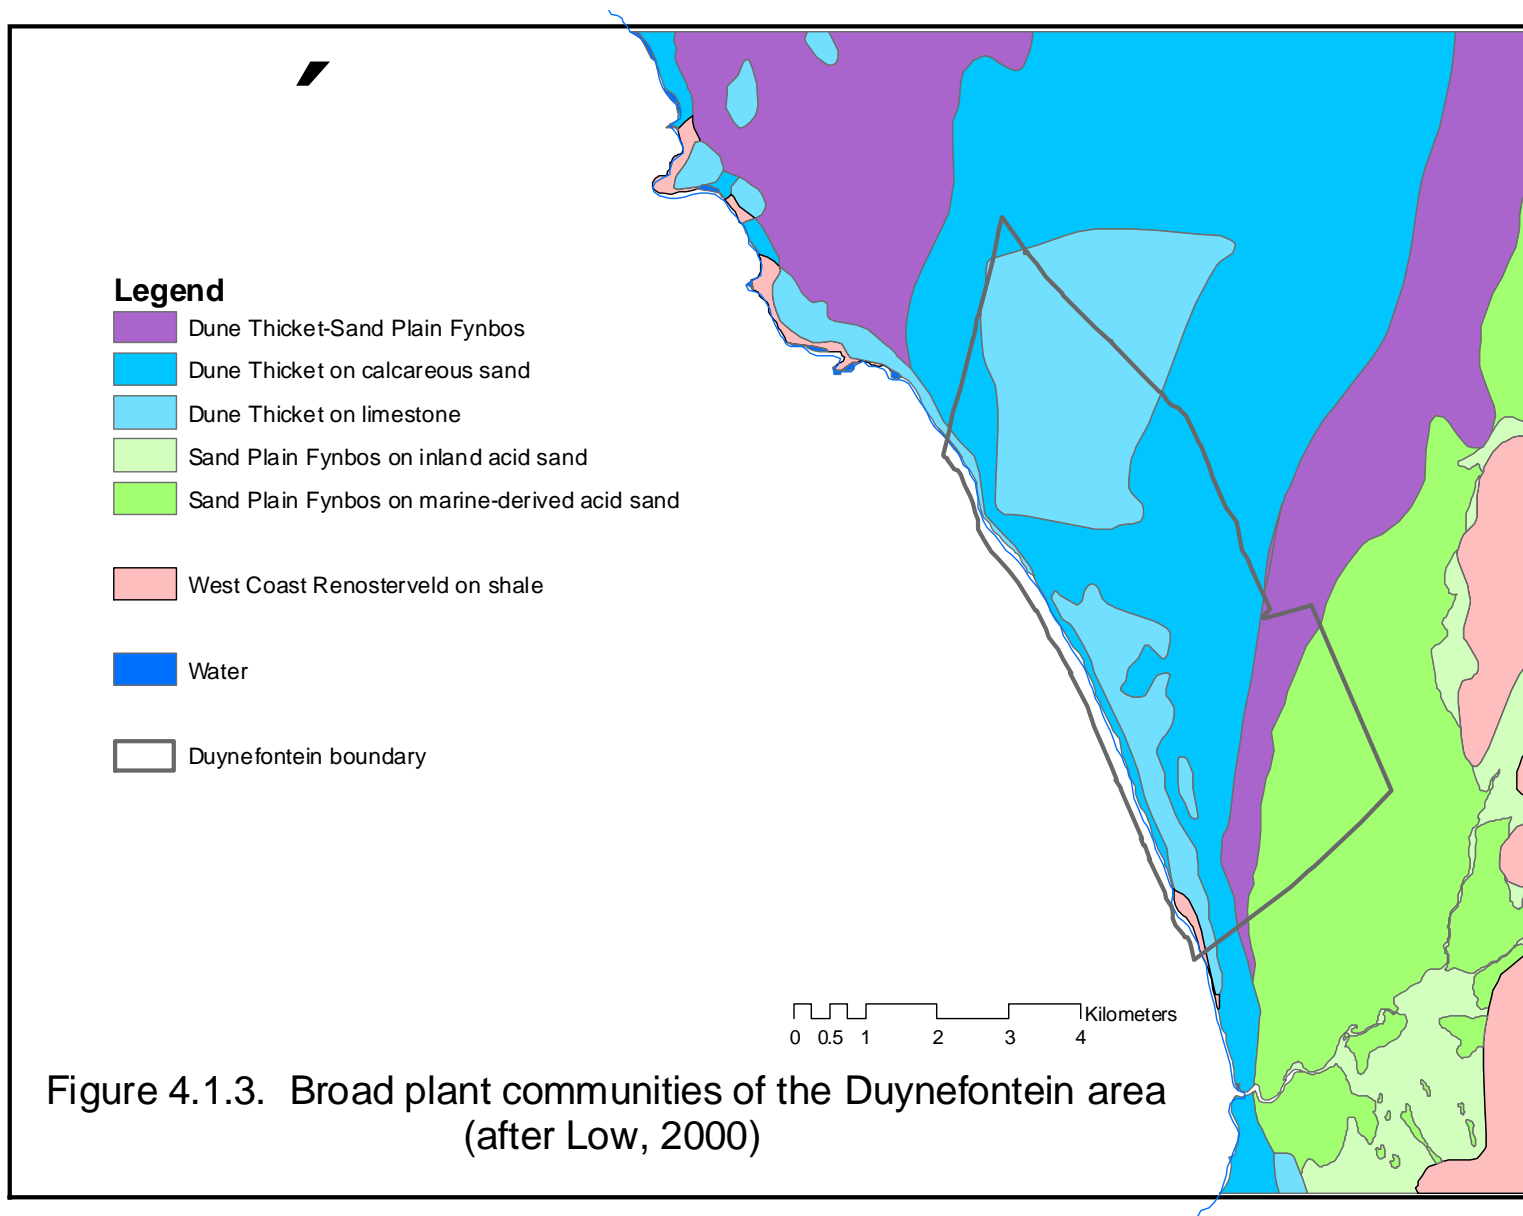 Legend
Dune Thicket-Sand Plain Fynbos
Dune Thicket on calcareous sand
Dune Thicket on limestone
Sand Plain Fynbos on inland acid sand
Sand Plain Fynbos on marine-derived acid sand
West Coast Renosterveld on shale
Water
Duynefontein boundary
Kilometers
0 0.5 1 2 3 4
Figure 4.1.3. Broad plant communities of the Duynefontein area
(after Low, 2000)